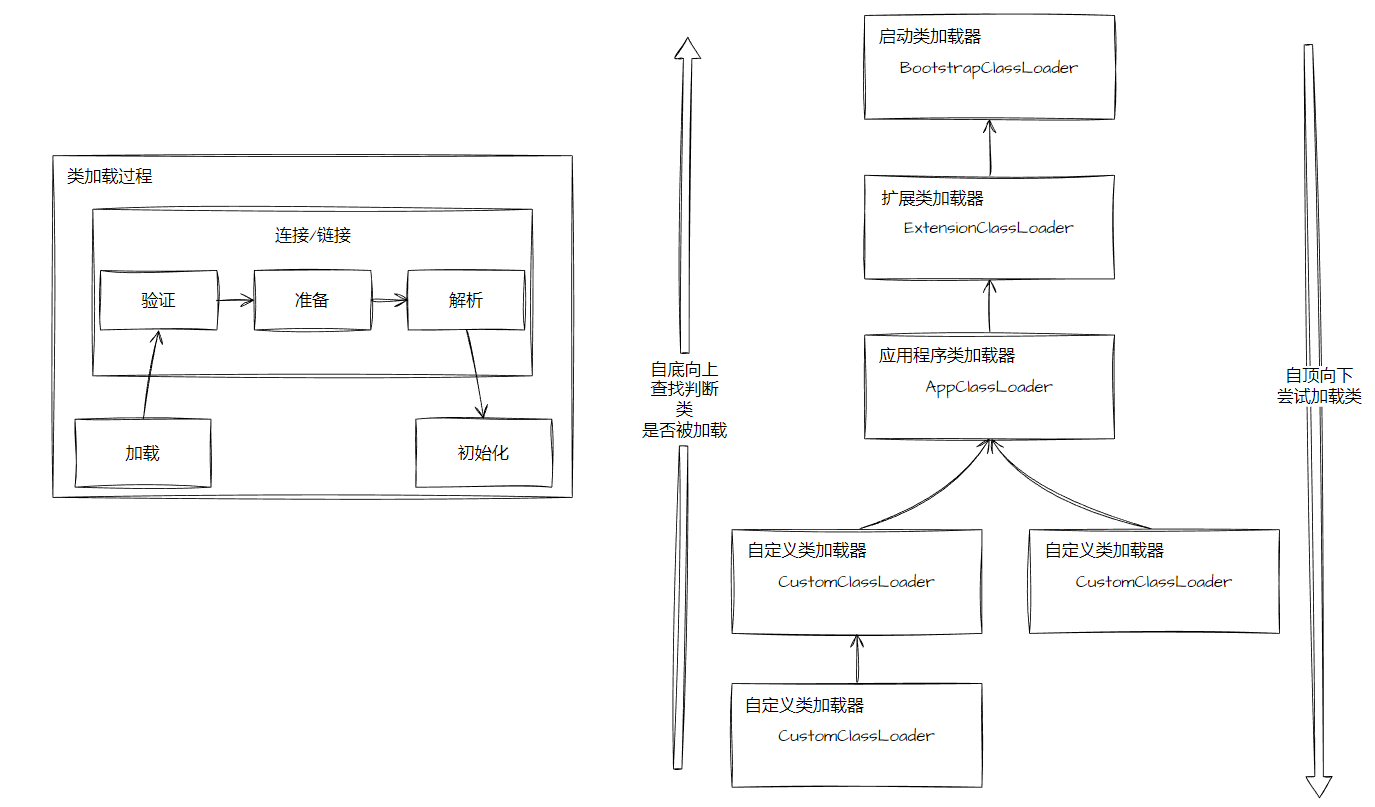 类加载过程
连接/链接
验证
准备
解析
加载
初始化
自底向上
查找判断
类
是否被加载
启动类加载器
BootstrapClassLoader
扩展类加载器
ExtensionClassLoader
应用程序类加载器
AppClassLoader
自定义类加载器
CustomClassLoader
自定义类加载器
CustomClassLoader
自定义类加载器
CustomClassLoader
自顶向下
尝试加载类